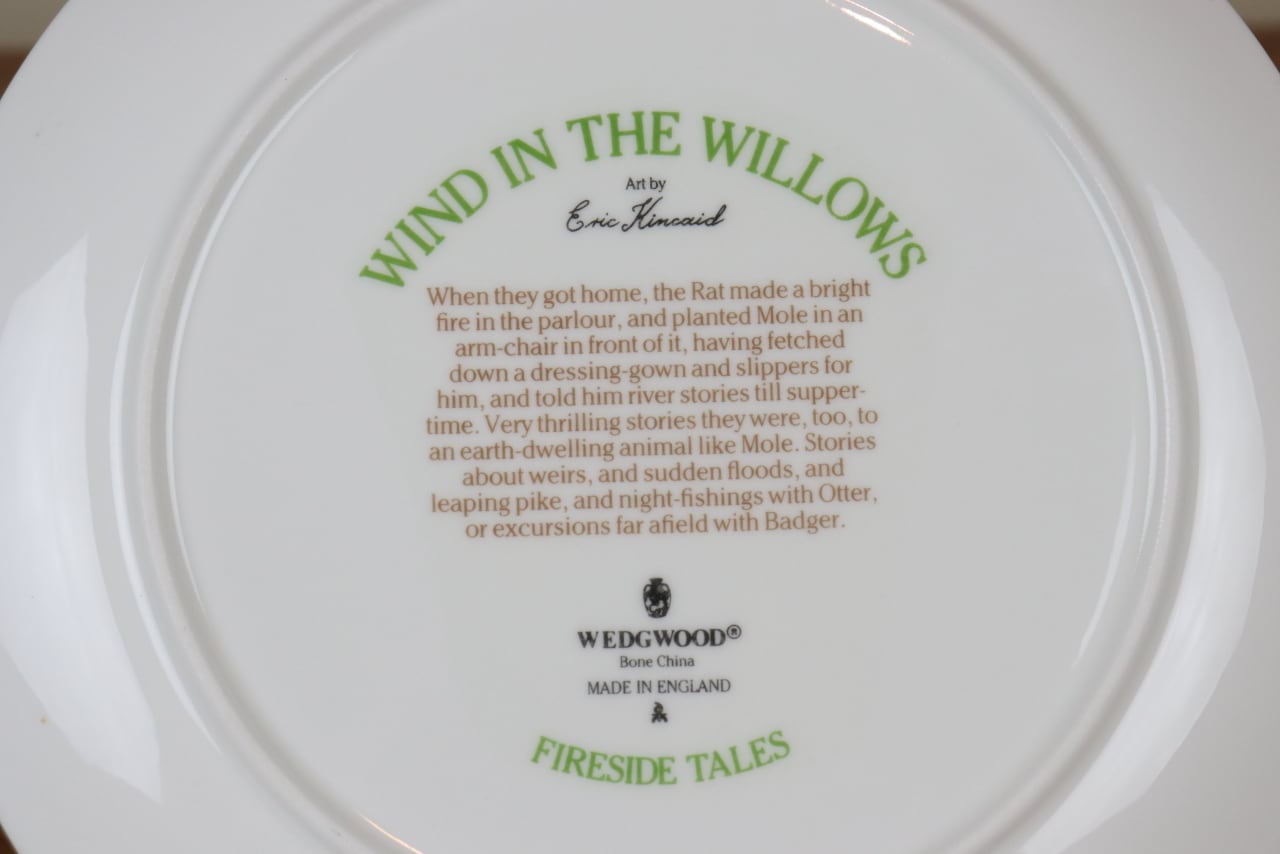 WIND IN THE WILLOWS
Art by
Eric Kincaid
When they got home, the Rat made a bright
fire in the parlour, and planted Mole in an
arm-chair in front of it, having fetched
down a dressing-gown and slippers for
him, and told him river stories till supper-
time. Very thrilling stories they were, too, to
an earth-dwelling animal like Mole. Stories
about weirs, and sudden floods, and
leaping pike, and night-fishings with Otter,
or excursions far afield with Badger.
WEDGWOOD®
Bone China
MADE IN ENGLAND
FIRESIDE TALES